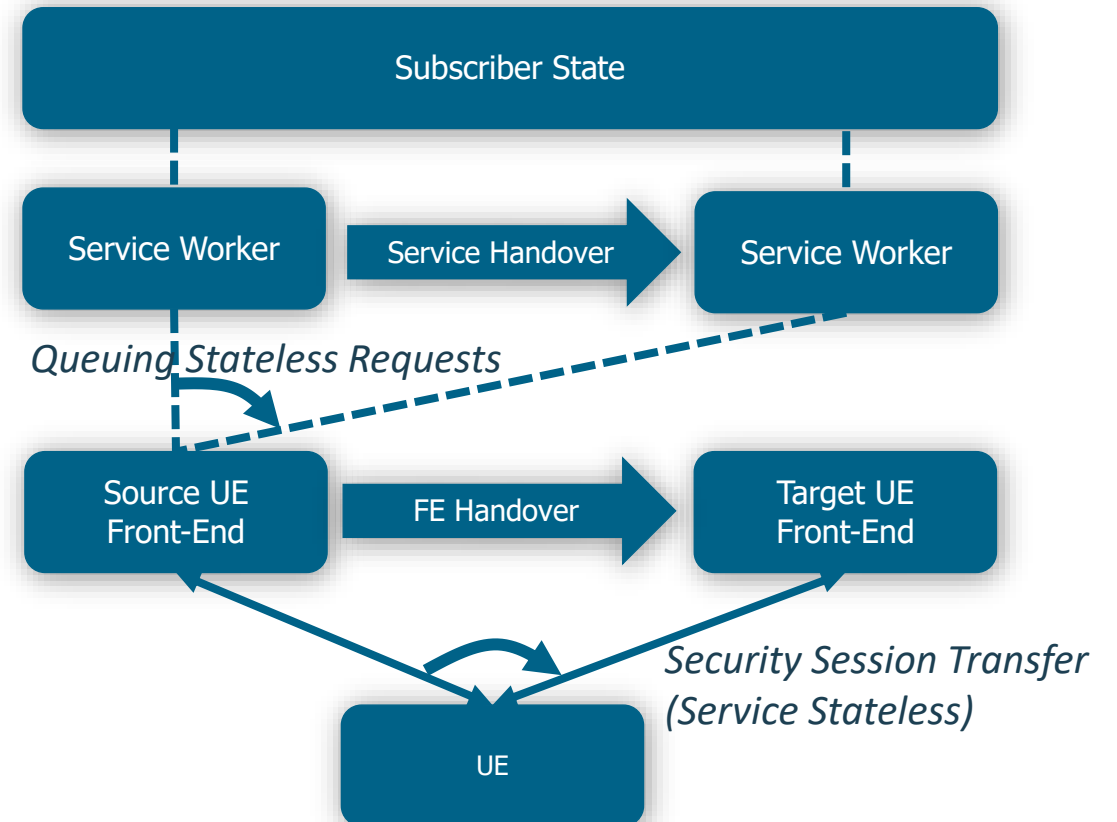 Subscriber State
Service Worker
Service Handover
Service Worker
Queuing Stateless Requests
Source UE
Front-End
FE Handover
Target UE
Front-End
Security Session Transfer
(Service Stateless)
UE